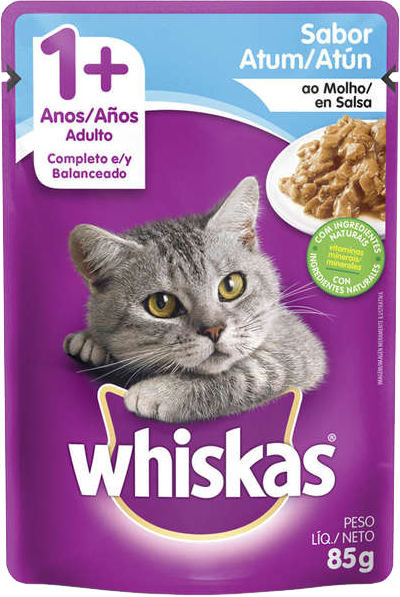 1+
Anos/Años
Adulto
Completo e/y
Balanceado
Sabor
Atum/Atún
ao Molho/
en Salsa
COM INGREDIENTES
NATURAIS
vitaminas
minerais/
minerales
CON
INGREDIENTES NATURALES
whiskas®
PESO
LÍQ./ NETO
85g